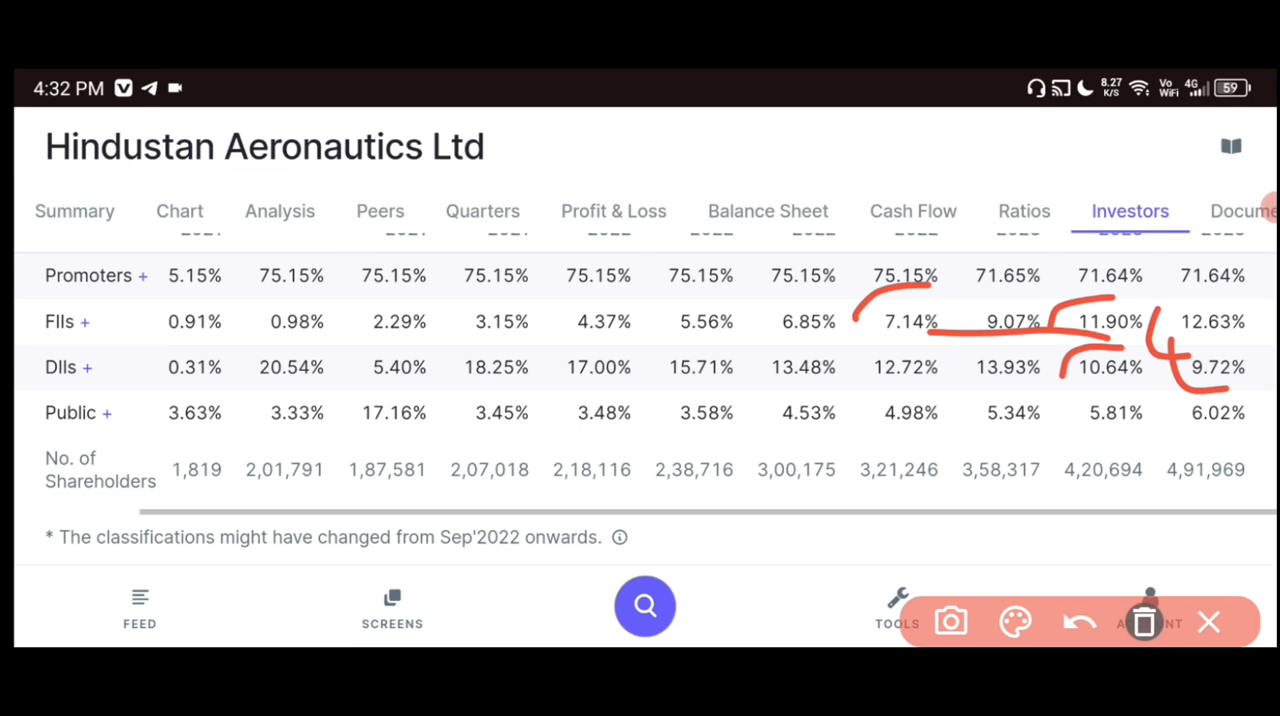 4:32 PM 8.27 K/S Vo WiFi 4G 59
Hindustan Aeronautics Ltd
Summary Chart Analysis Peers Quarters Profit & Loss Balance Sheet Cash Flow Ratios Investors Docume
Promoters + 5.15% 75.15% 75.15% 75.15% 75.15% 75.15% 75.15% 75.15% 71.65% 71.64% 71.64%
FIIs + 0.91% 0.98% 2.29% 3.15% 4.37% 5.56% 6.85% 7.14% 9.07% 11.90% 12.63%
DIIs + 0.31% 20.54% 5.40% 18.25% 17.00% 15.71% 13.48% 12.72% 13.93% 10.64% 9.72%
Public + 3.63% 3.33% 17.16% 3.45% 3.48% 3.58% 4.53% 4.98% 5.34% 5.81% 6.02%
No. of
Shareholders 1,819 2,01,791 1,87,581 2,07,018 2,18,116 2,38,716 3,00,175 3,21,246 3,58,317 4,20,694 4,91,969
* The classifications might have changed from Sep'2022 onwards.
FEED SCREENS TOOLS